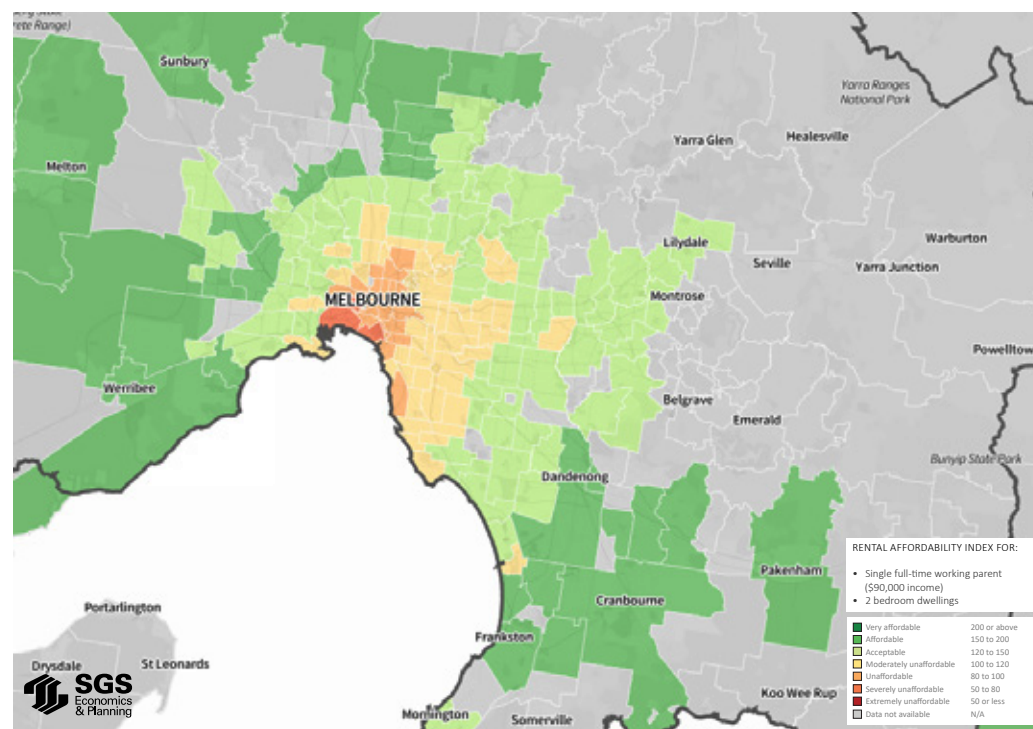 rete Range)
Sunbury
Yarra Ranges
National Park
Yarra Glen
Healesville
Melton
Lilydale
Warburton
Seville
Yarra Junction
MELBOURNE
Montrose
Powelltow
Werribee
Belgrave
Emerald
Bunyip State Park
Dandenong
RENTAL AFFORDABILITY INDEX FOR:
• Single full-time working parent
($90,000 income)
• 2 bedroom dwellings
Pakenham
Cranbourne
Portarlington
Frankston
Very affordable 200 or above
Affordable 150 to 200
Acceptable 120 to 150
Moderately unaffordable 100 to 120
Unaffordable 80 to 100
Severely unaffordable 50 to 80
Extremely unaffordable 50 or less
Data not available N/A
Drysdale
St Leonards
SGS
Economics
& Planning
Koo Wee Rup
Mornington
Somerville